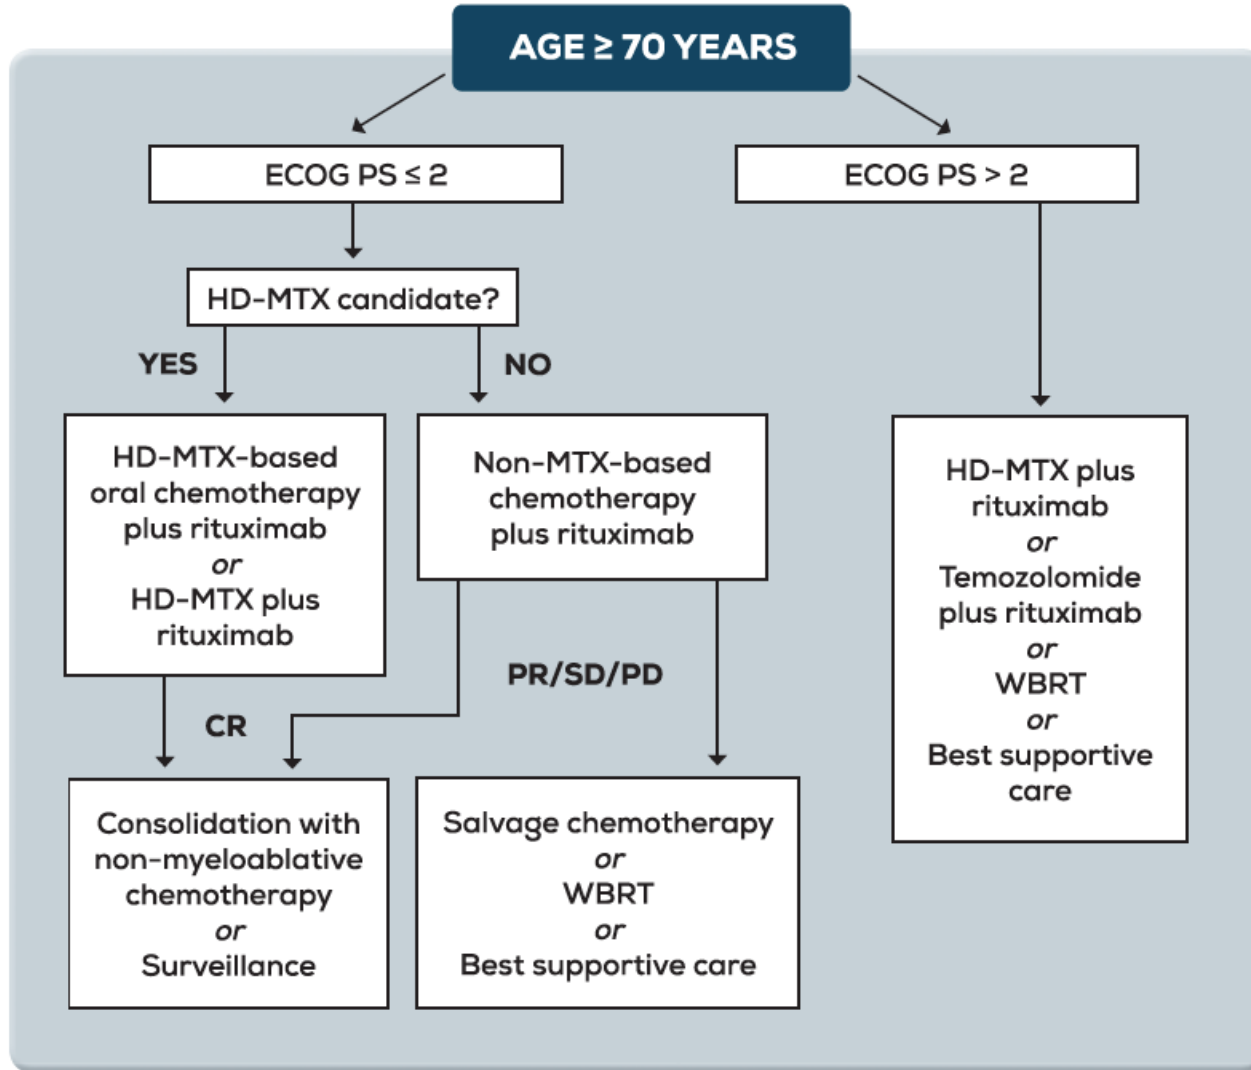 AGE ≥ 70 YEARS
ECOG PS ≤ 2
ECOG PS > 2
HD-MTX candidate?
YES
NO
HD-MTX-based
oral chemotherapy
plus rituximab
or
HD-MTX plus
rituximab
Non-MTX-based
chemotherapy
plus rituximab
HD-MTX plus
rituximab
or
Temozolomide
plus rituximab
or
WBRT
or
Best supportive
care
CR
PR/SD/PD
Consolidation with
non-myeloablative
chemotherapy
or
Surveillance
Salvage chemotherapy
or
WBRT
or
Best supportive care